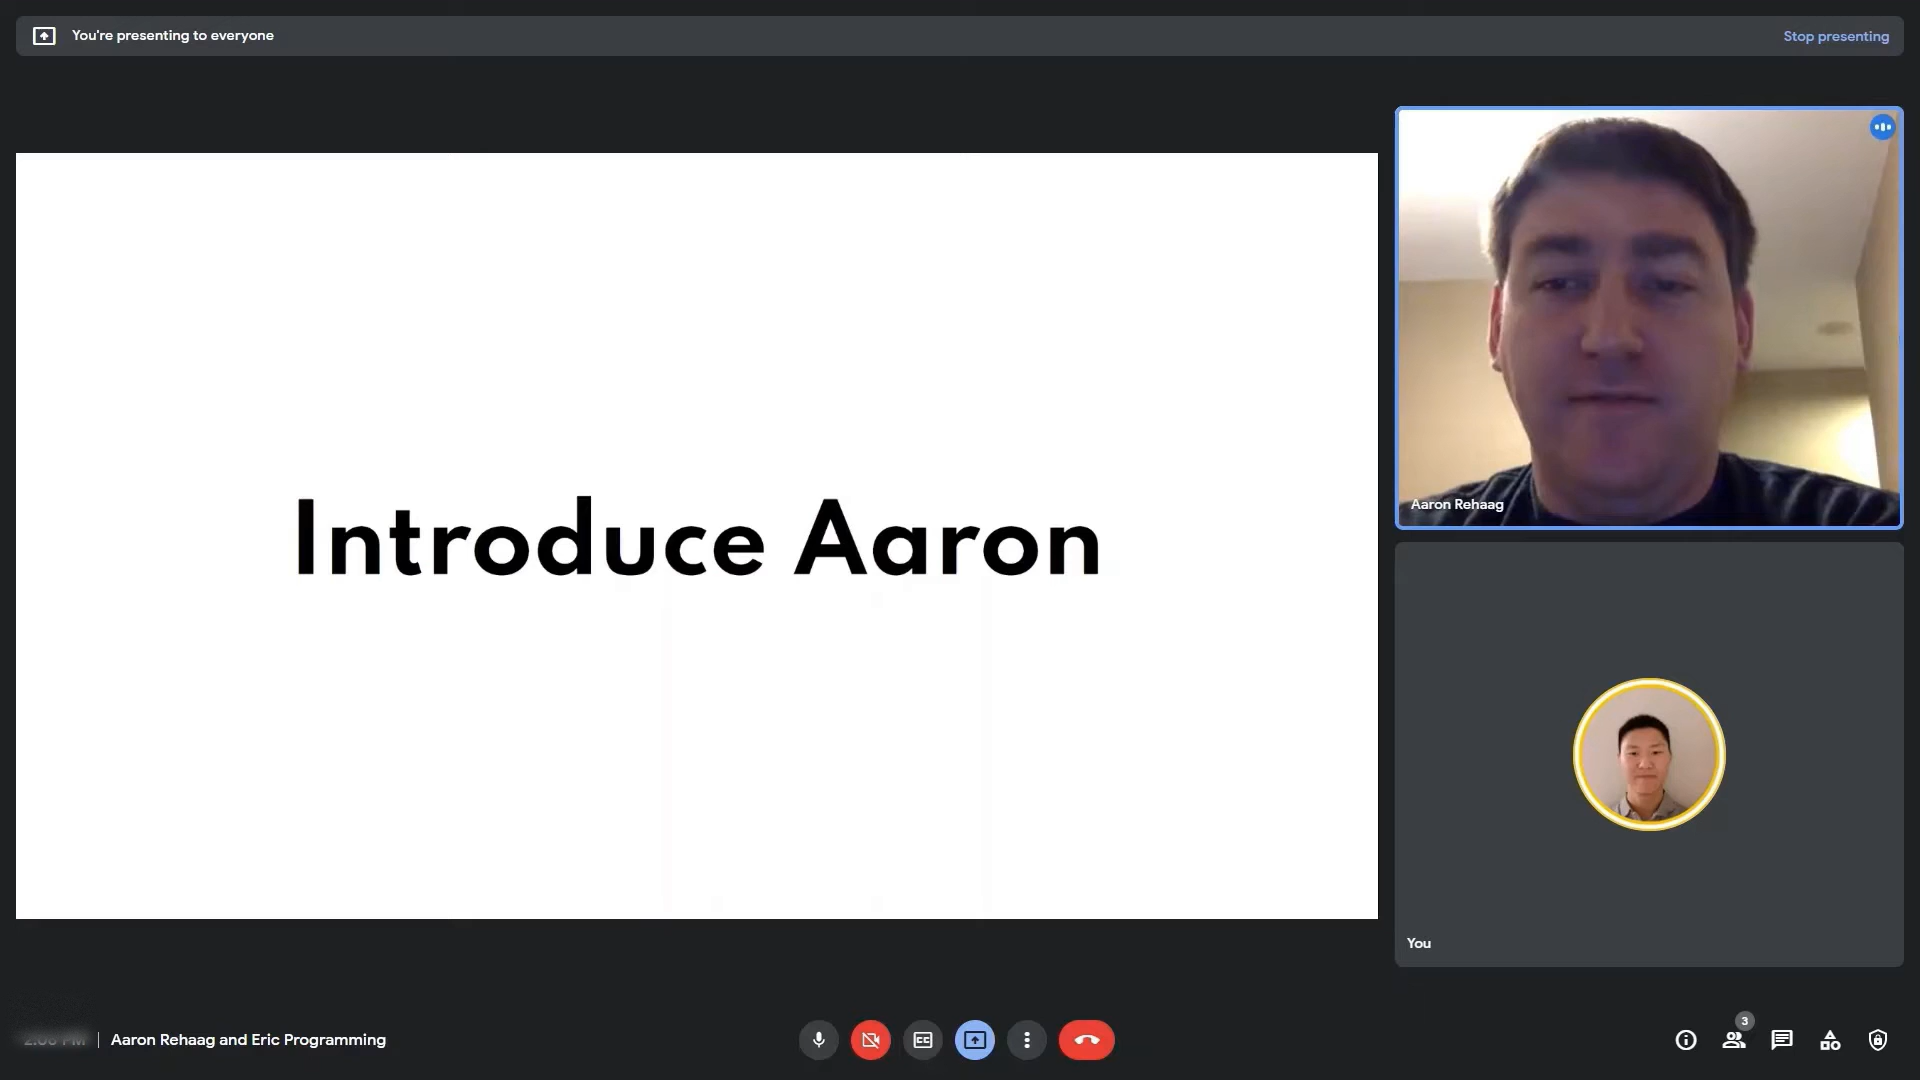 You're presenting to everyone
Stop presenting
Introduce Aaron
Aaron Rehaag
You
Aaron Rehaag and Eric Programming
3